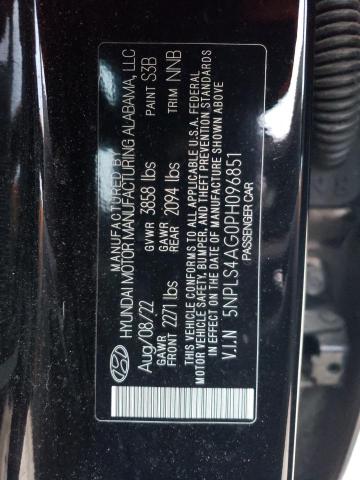 MANUFACTURED BY
HYUNDAI MOTOR MANUFACTURING ALABAMA, LLC
Aug/08/22 GVWR 3858 lbs PAINT S3B
GAWR FRONT 2271 lbs GAWR REAR 2094 lbs TRIM NNB
THIS VEHICLE CONFORMS TO ALL APPLICABLE U.S.A. FEDERAL
MOTOR VEHICLE SAFETY, BUMPER, AND THEFT PREVENTION STANDARDS
IN EFFECT ON THE DATE OF MANUFACTURE SHOWN ABOVE
V.I.N 5NPLS4AG0PH096851
PASSENGER CAR